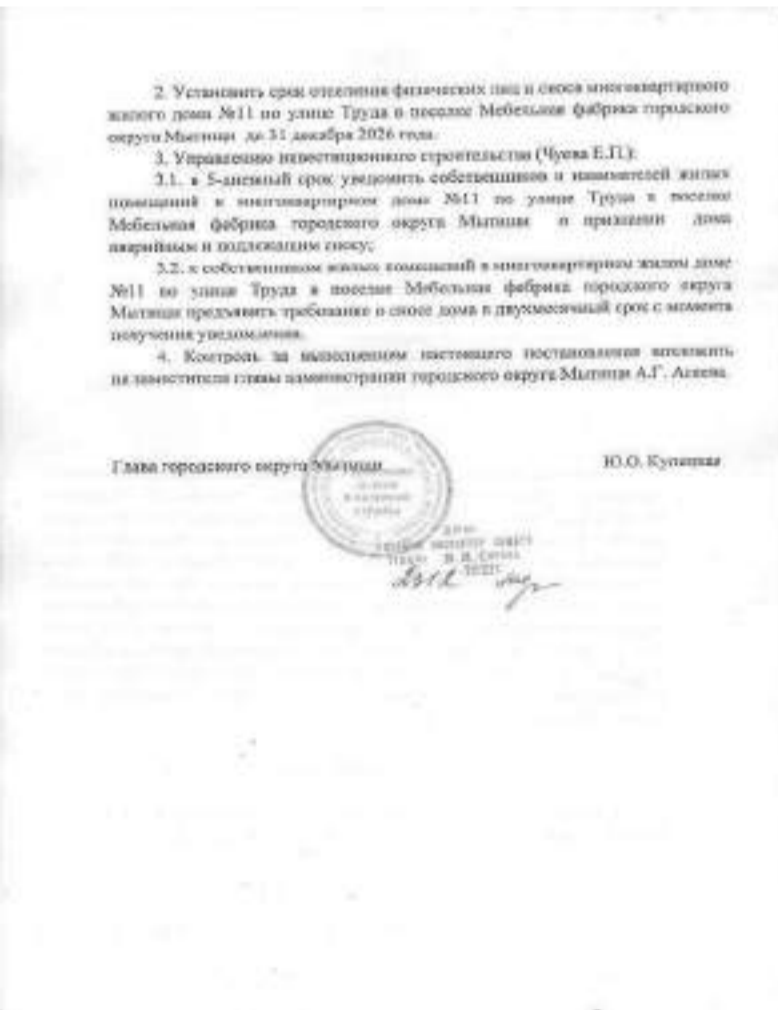 2. Установить срок отселения физических лиц и сноса многоквартирного
жилого дома №11 по улице Труда в поселке Мебельная фабрика городского
округа Мытищи до 31 декабря 2026 года.
3. Управлению инвестиционного строительства (Чуева Е.П.):
3.1. в 5-дневный срок уведомить собственников и нанимателей жилых
помещений в многоквартирном доме №11 по улице Труда в поселке
Мебельная фабрика городского округа Мытищи о признании дома
аварийным и подлежащим сносу;
3.2. к собственникам жилых помещений в многоквартирном жилом доме
№11 по улице Труда в поселке Мебельная фабрика городского округа
Мытищи предъявить требование о сносе дома в двухмесячный срок с момента
получения уведомления.
4. Контроль за выполнением настоящего постановления возложить
на заместителя главы администрации городского округа Мытищи А.Г.
Глава городского округа Мытищи Ю.О. Купецкая
службы